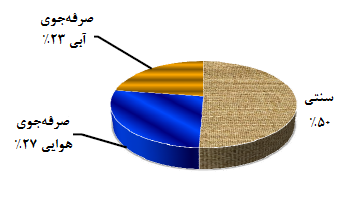 صرفه‌جوی
آبی ۲۳٪
سنتی
۵۰٪
صرفه‌جوی
هوایی ۲۷٪